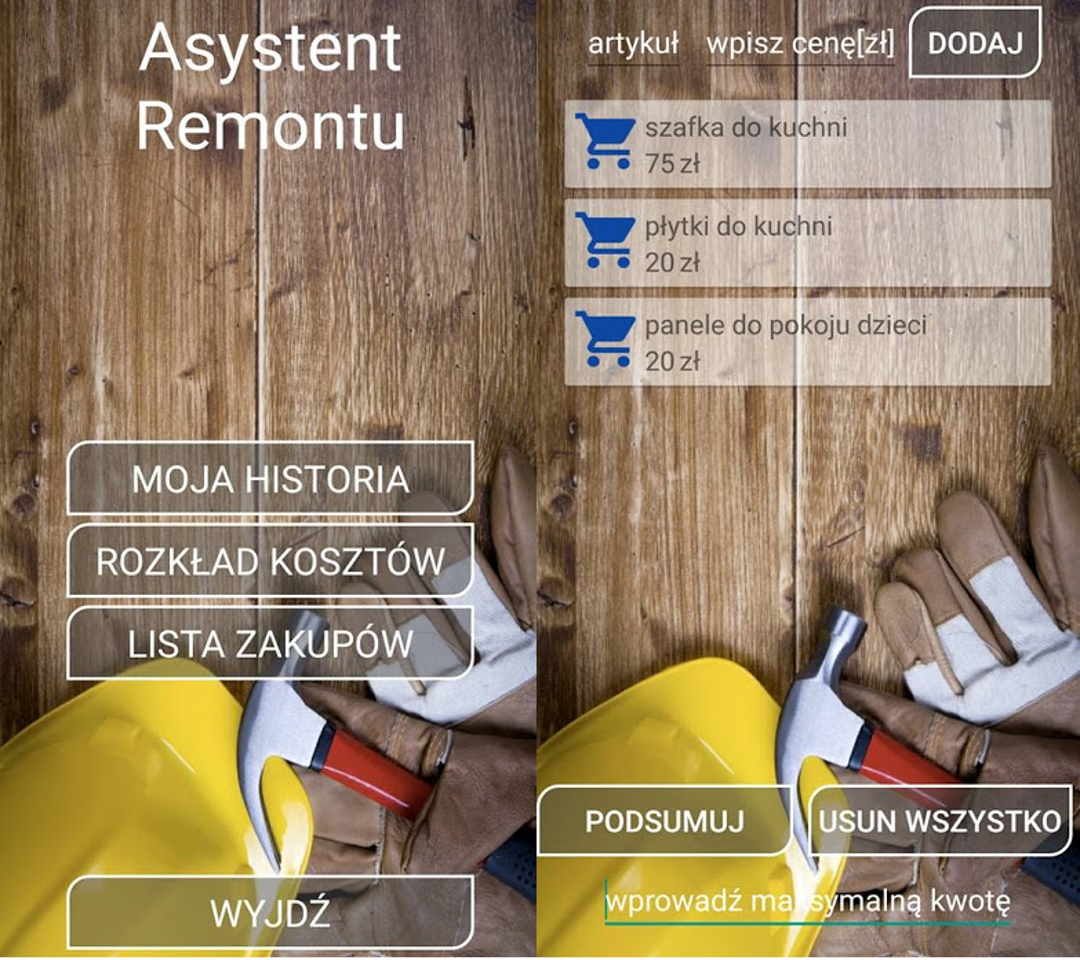 Asystent
Remontu
MOJA HISTORIA
ROZKŁAD KOSZTÓW
LISTA ZAKUPÓW
WYJDŹ
artykuł wpisz cenę[zł] DODAJ
szafka do kuchni
75 zł
płytki do kuchni
20 zł
panele do pokoju dzieci
20 zł
PODSUMUJ USUN WSZYSTKO
wprowadź maksymalną kwotę